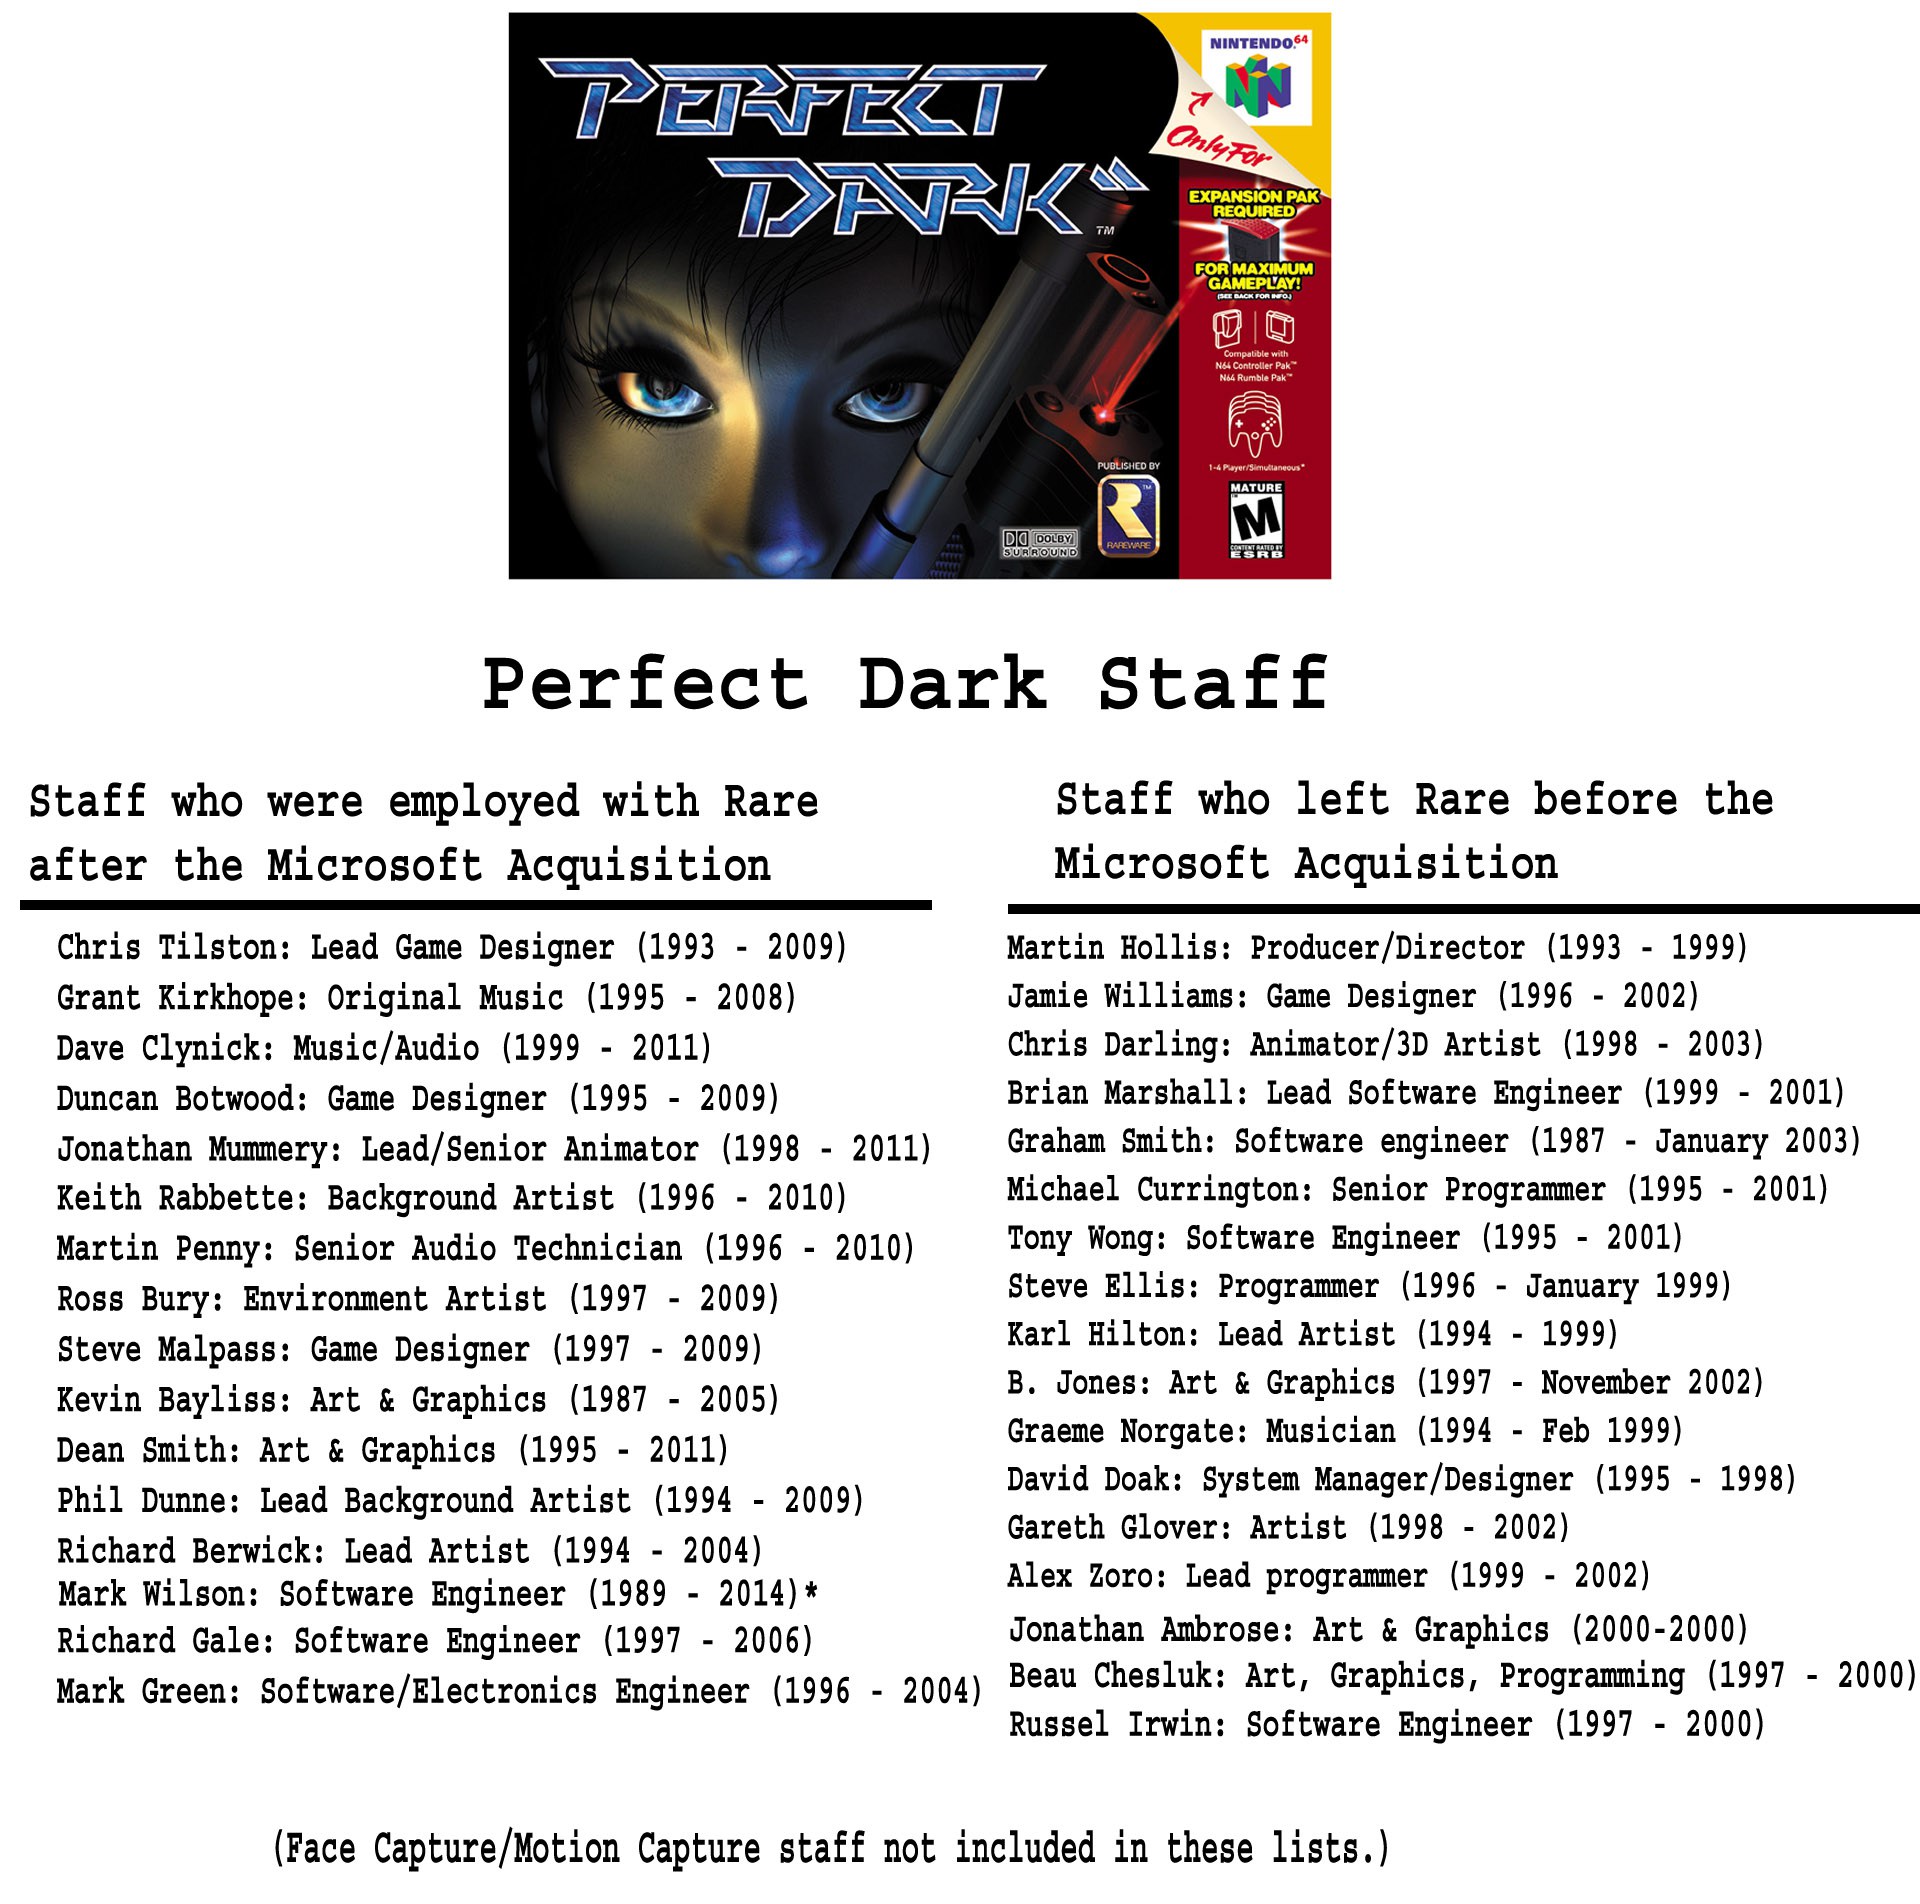 PERFECT
DARK
TM
NINTENDO 64
Only For
EXPANSION PAK
REQUIRED
FOR MAXIMUM
GAMEPLAY!
(SEE BACK FOR INFO.)
Compatible with
N64 Controller Pak™
N64 Rumble Pak™
1-4 Player/Simultaneous*
PUBLISHED BY
R
TM
RAREWARE
DOLBY
SURROUND
MATURE
TM
M
CONTENT RATED BY
ESRB
Perfect Dark Staff
Staff who were employed with Rare
after the Microsoft Acquisition
Chris Tilston: Lead Game Designer (1993 - 2009)
Grant Kirkhope: Original Music (1995 - 2008)
Dave Clynick: Music/Audio (1999 - 2011)
Duncan Botwood: Game Designer (1995 - 2009)
Jonathan Mummery: Lead/Senior Animator (1998 - 2011)
Keith Rabbette: Background Artist (1996 - 2010)
Martin Penny: Senior Audio Technician (1996 - 2010)
Ross Bury: Environment Artist (1997 - 2009)
Steve Malpass: Game Designer (1997 - 2009)
Kevin Bayliss: Art & Graphics (1987 - 2005)
Dean Smith: Art & Graphics (1995 - 2011)
Phil Dunne: Lead Background Artist (1994 - 2009)
Richard Berwick: Lead Artist (1994 - 2004)
Mark Wilson: Software Engineer (1989 - 2014)*
Richard Gale: Software Engineer (1997 - 2006)
Mark Green: Software/Electronics Engineer (1996 - 2004)
Staff who left Rare before the
Microsoft Acquisition
Martin Hollis: Producer/Director (1993 - 1999)
Jamie Williams: Game Designer (1996 - 2002)
Chris Darling: Animator/3D Artist (1998 - 2003)
Brian Marshall: Lead Software Engineer (1999 - 2001)
Graham Smith: Software engineer (1987 - January 2003)
Michael Currington: Senior Programmer (1995 - 2001)
Tony Wong: Software Engineer (1995 - 2001)
Steve Ellis: Programmer (1996 - January 1999)
Karl Hilton: Lead Artist (1994 - 1999)
B. Jones: Art & Graphics (1997 - November 2002)
Graeme Norgate: Musician (1994 - Feb 1999)
David Doak: System Manager/Designer (1995 - 1998)
Gareth Glover: Artist (1998 - 2002)
Alex Zoro: Lead programmer (1999 - 2002)
Jonathan Ambrose: Art & Graphics (2000-2000)
Beau Chesluk: Art, Graphics, Programming (1997 - 2000)
Russel Irwin: Software Engineer (1997 - 2000)
(Face Capture/Motion Capture staff not included in these lists.)